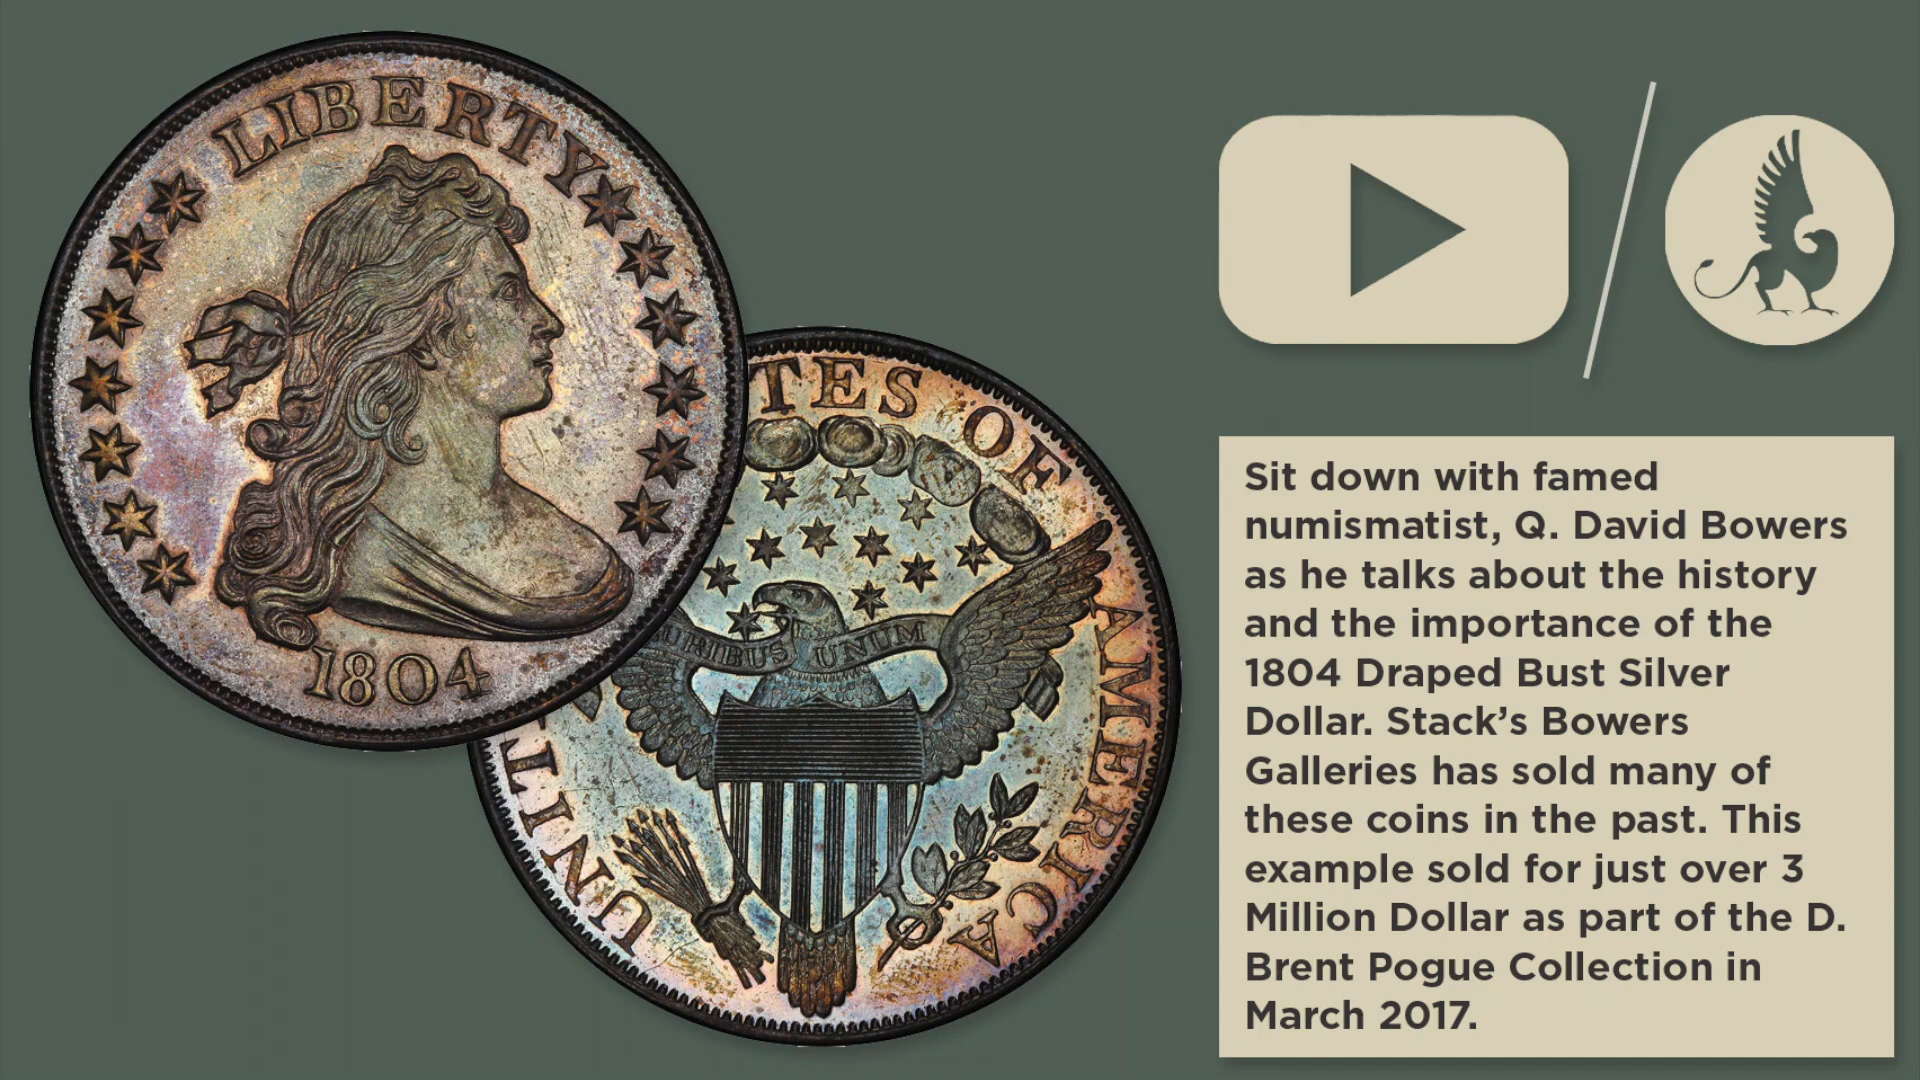 LIBERTY
1804
TES OF AMERICA
URIBUS UNUM
UNIT
Sit down with famed
numismatist, Q. David Bowers
as he talks about the history
and the importance of the
1804 Draped Bust Silver
Dollar. Stack’s Bowers
Galleries has sold many of
these coins in the past. This
example sold for just over 3
Million Dollar as part of the D.
Brent Pogue Collection in
March 2017.